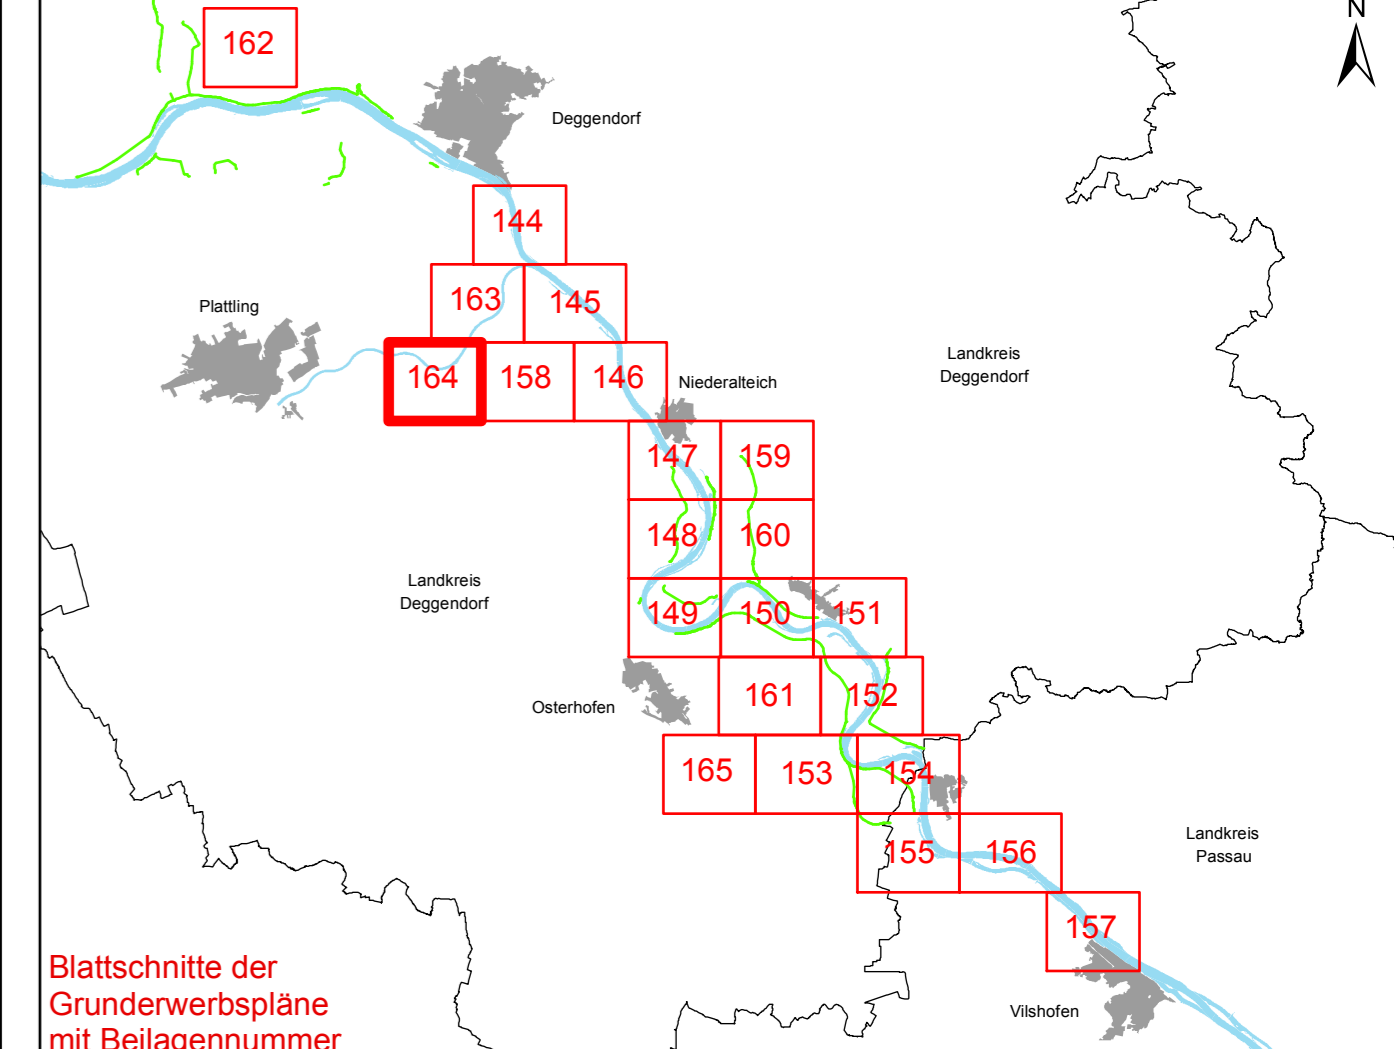 N
162
Deggendorf
144
163
145
Plattling
164
158
146
Niederalteich
Landkreis
Deggendorf
147
159
148
160
Landkreis
Deggendorf
149
150
151
161
152
Osterhofen
165
153
154
155
156
Landkreis
Passau
157
Vilshofen
Blattschnitte der
Grunderwerbspläne
mit Beilagennummer